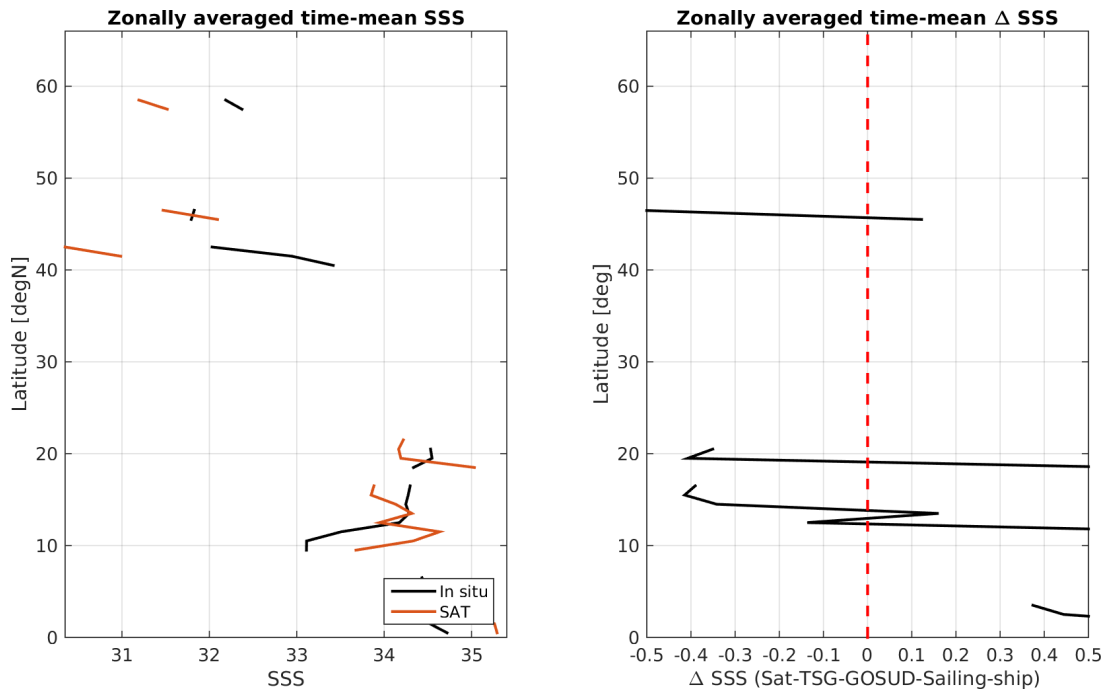 Zonally averaged time-mean SSS
60
50
40
30
20
10
0
Latitude [degN]
In situ
SAT
31 32 33 34 35
SSS
Zonally averaged time-mean Δ SSS
60
50
40
30
20
10
0
Latitude [deg]
-0.5 -0.4 -0.3 -0.2 -0.1 0 0.1 0.2 0.3 0.4 0.5
Δ SSS (Sat-TSG-GOSUD-Sailing-ship)